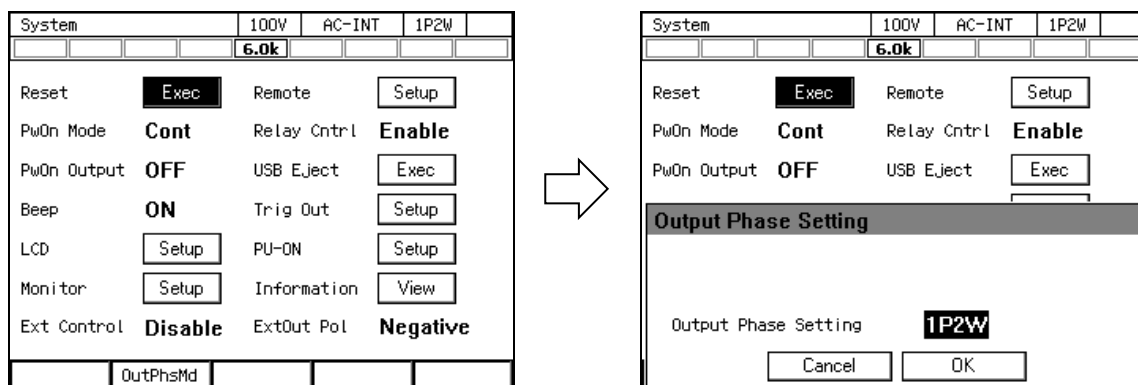 System 100V AC-INT 1P2W
6.0k
Reset Exec Remote Setup
PwOn Mode Cont Relay Cntrl Enable
PwOn Output OFF USB Eject Exec
Beep ON Trig Out Setup
LCD Setup PU-ON Setup
Monitor Setup Information View
Ext Control Disable ExtOut Pol Negative
OutPhsMd
System 100V AC-INT 1P2W
6.0k
Reset Exec Remote Setup
PwOn Mode Cont Relay Cntrl Enable
PwOn Output OFF USB Eject Exec
Output Phase Setting
Output Phase Setting 1P2W
Cancel OK